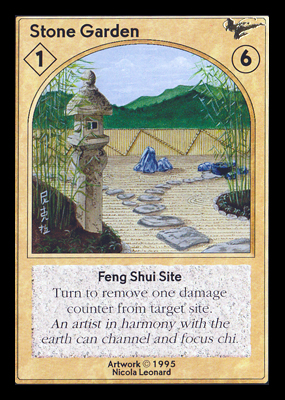 Stone Garden
1
6
Feng Shui Site
Turn to remove one damage
counter from target site.
An artist in harmony with the
earth can channel and focus chi.
Artwork © 1995
Nicola Leonard